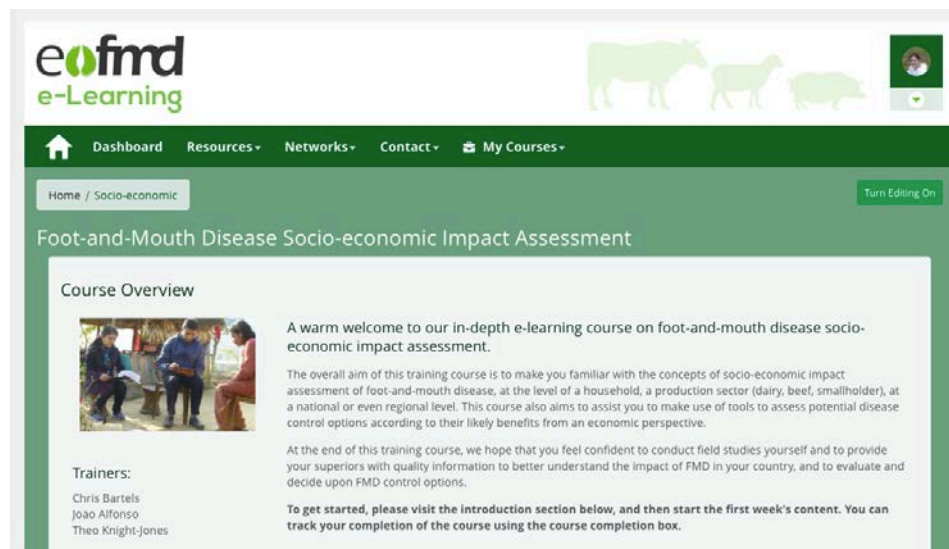 eofmd
e-Learning
Dashboard Resources Networks Contact My Courses
Home / Socio-economic
Turn Editing On
Foot-and-Mouth Disease Socio-economic Impact Assessment
Course Overview
A warm welcome to our in-depth e-learning course on foot-and-mouth disease socio-
economic impact assessment.
The overall aim of this training course is to make you familiar with the concepts of socio-economic impact
assessment of foot-and-mouth disease, at the level of a household, a production sector (dairy, beef, smallholder), at
a national or even regional level. This course also aims to assist you to make use of tools to assess potential disease
control options according to their likely benefits from an economic perspective.
At the end of this training course, we hope that you feel confident to conduct field studies yourself and to provide
your superiors with quality information to better understand the impact of FMD in your country, and to evaluate and
decide upon FMD control options.
To get started, please visit the introduction section below, and then start the first week's content. You can
track your completion of the course using the course completion box.
Trainers:
Chris Bartels
Joao Alfonso
Theo Knight-Jones